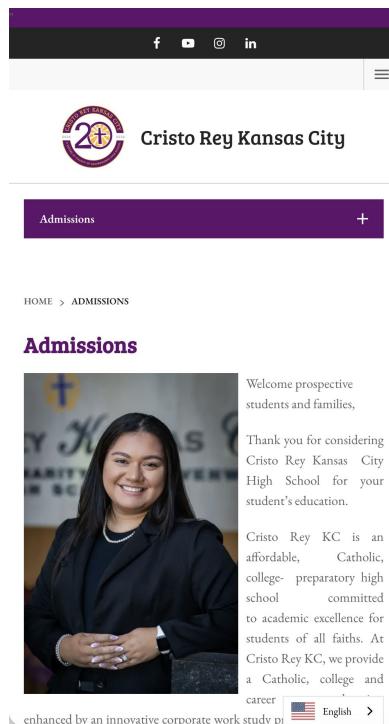 Cristo Rey Kansas City
Admissions
HOME > ADMISSIONS
Admissions
Welcome prospective
students and families,
Thank you for considering
Cristo Rey Kansas City
High School for your
student's education.
Cristo Rey KC is an
affordable, Catholic,
college- preparatory high
school committed
to academic excellence for
students of all faiths. At
Cristo Rey KC, we provide
a Catholic, college and
career
enhanced by an innovative corporate work study
English